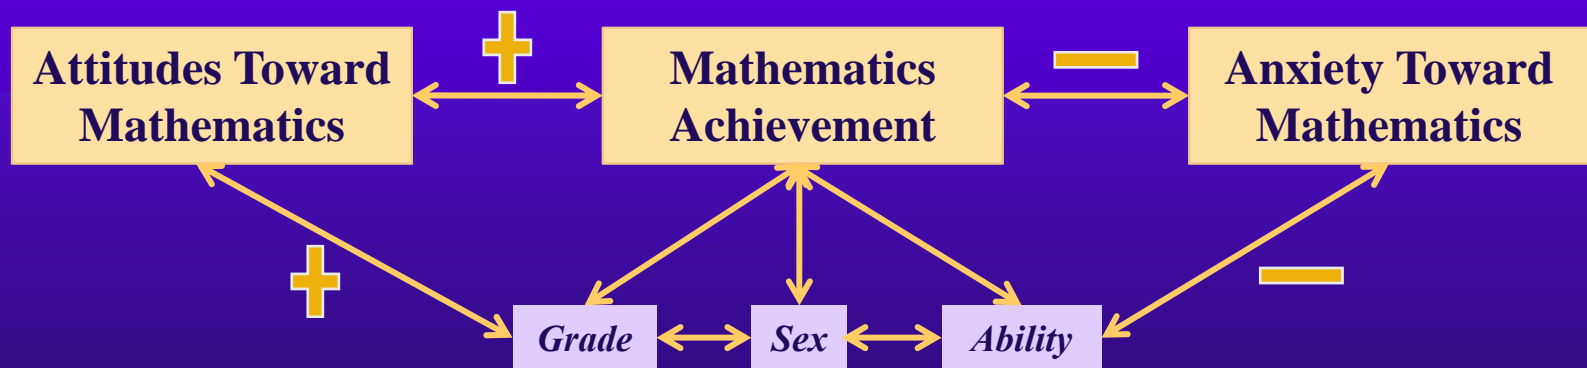 Attitudes Toward
Mathematics
Mathematics
Achievement
Anxiety Toward
Mathematics
Grade
Sex
Ability